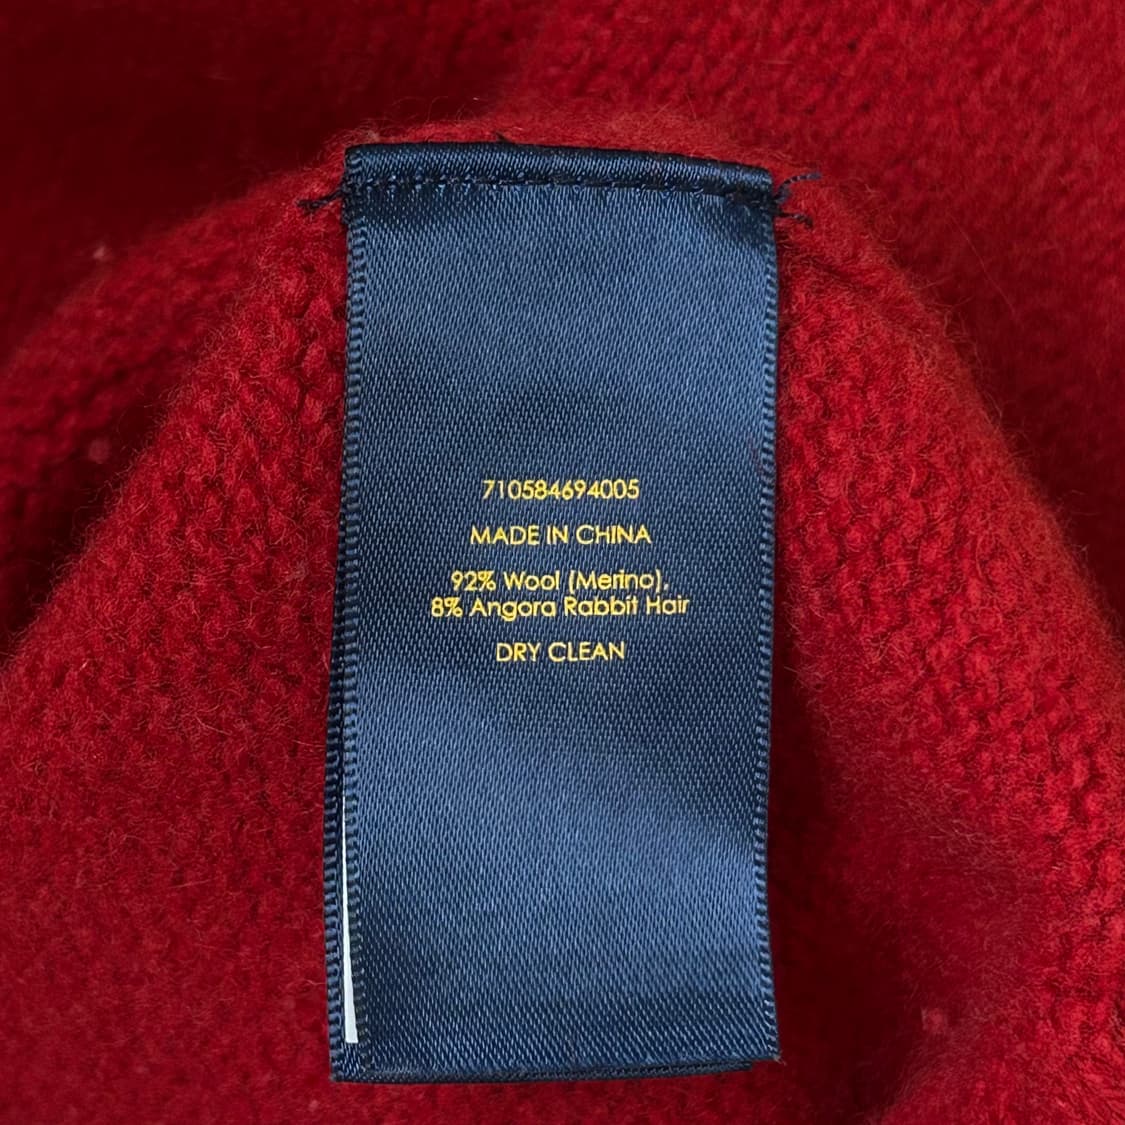 710584694005
MADE IN CHINA
92% Wool (Merino),
8% Angora Rabbit Hair
DRY CLEAN